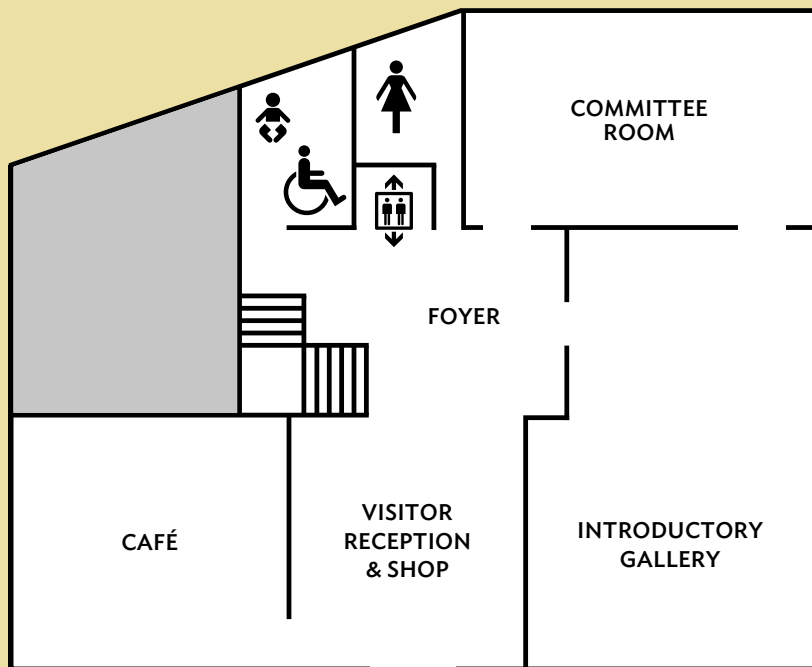 COMMITTEE
ROOM
FOYER
CAFÉ
VISITOR
RECEPTION
& SHOP
INTRODUCTORY
GALLERY